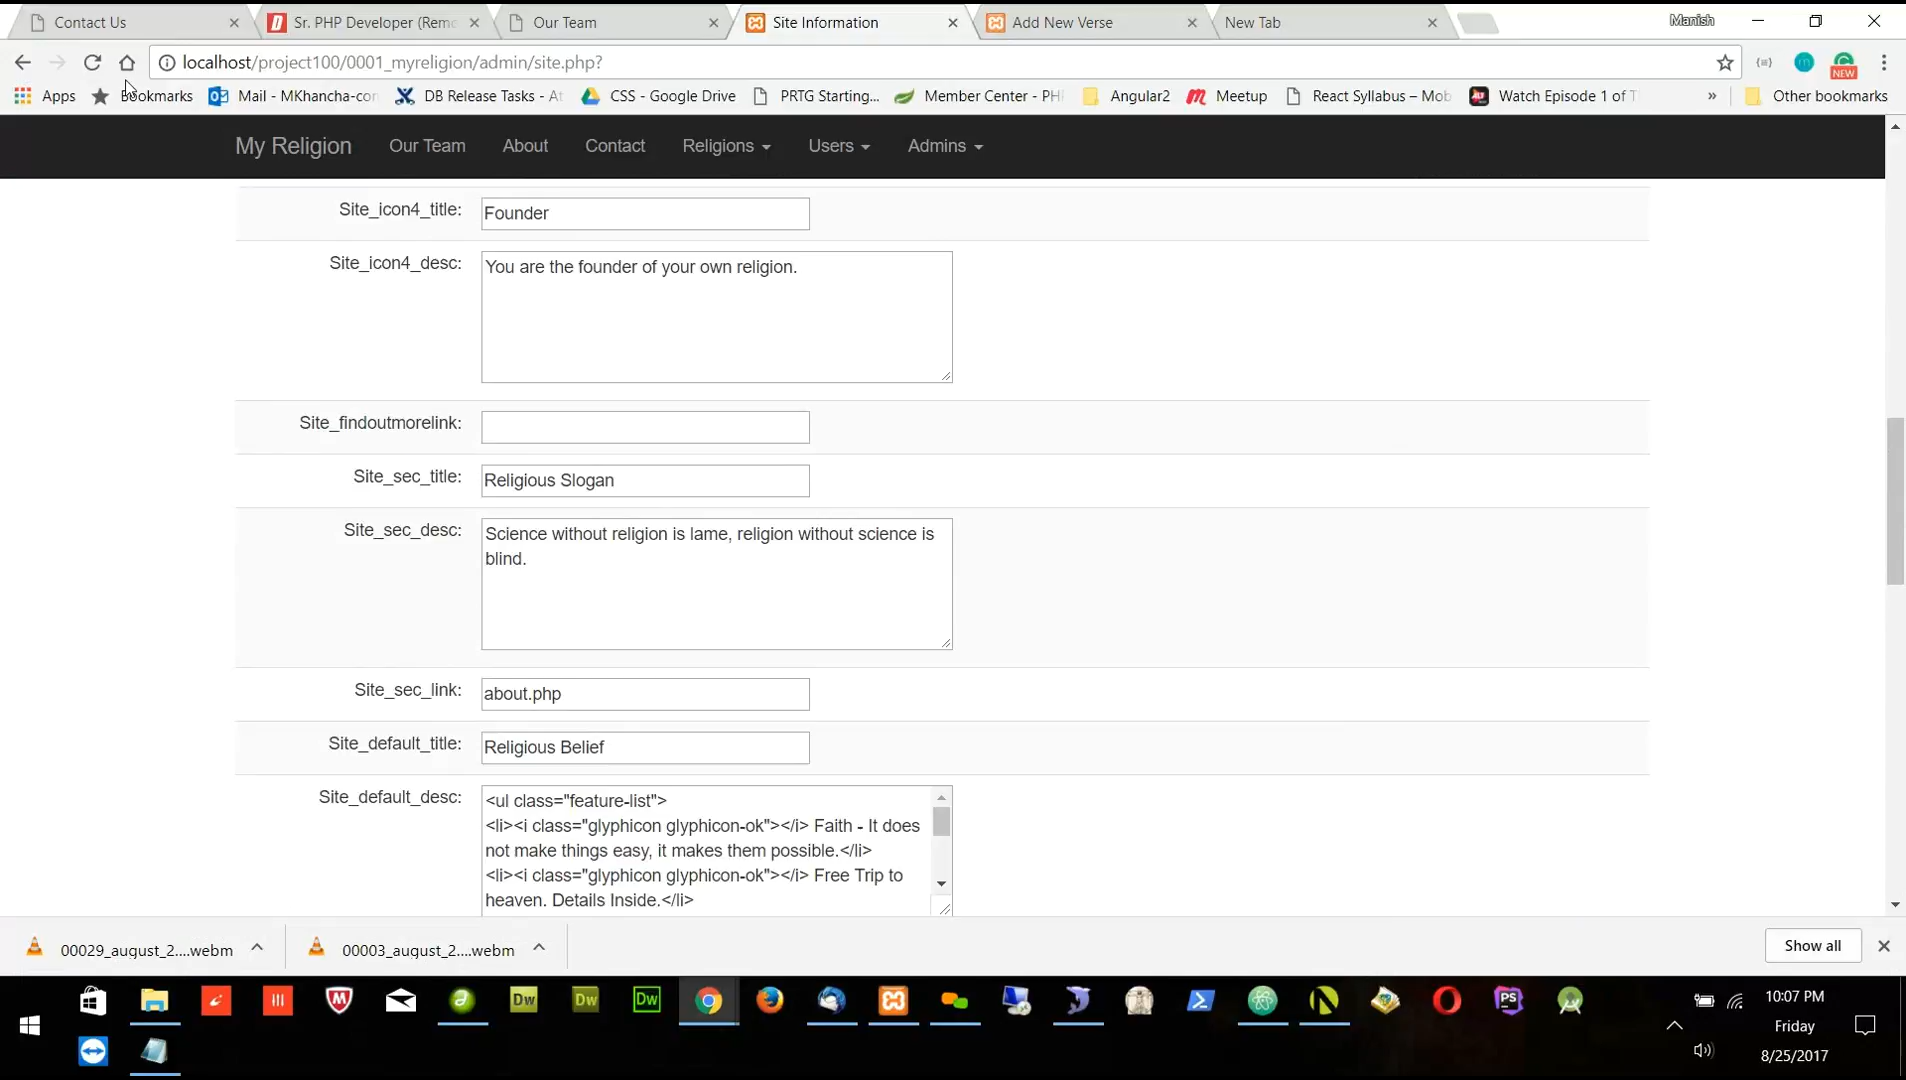 Contact Us
Sr. PHP Developer (Remo
Our Team
Site Information
Add New Verse
New Tab
Manish
localhost/project100/0001_myreligion/admin/site.php?
NEW
Apps
Bookmarks
Mail - MKhancha-con
DB Release Tasks - At
CSS - Google Drive
PRTG Starting...
Member Center - PH
Angular2
Meetup
React Syllabus – Mob
Watch Episode 1 of T
»
Other bookmarks
My Religion
Our Team
About
Contact
Religions
Users
Admins
Site_icon4_title:
Founder
Site_icon4_desc:
You are the founder of your own religion.
Site_findoutmorelink:
Site_sec_title:
Religious Slogan
Site_sec_desc:
Science without religion is lame, religion without science is
blind.
Site_sec_link:
about.php
Site_default_title:
Religious Belief
Site_default_desc:
<ul class="feature-list">
<li><i class="glyphicon glyphicon-ok"></i> Faith - It does
not make things easy, it makes them possible.</li>
<li><i class="glyphicon glyphicon-ok"></i> Free Trip to
heaven. Details Inside.</li>
00029_august_2....webm
00003_august_2....webm
Show all
Dw
Dw
Dw
PS
10:07 PM
Friday
8/25/2017